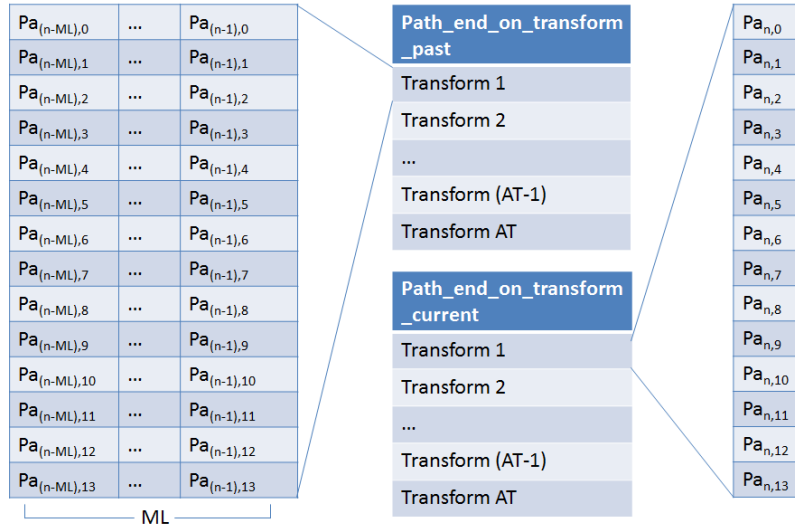 Pa(n-ML),0 ... Pa(n-1),0
Pa(n-ML),1 ... Pa(n-1),1
Pa(n-ML),2 ... Pa(n-1),2
Pa(n-ML),3 ... Pa(n-1),3
Pa(n-ML),4 ... Pa(n-1),4
Pa(n-ML),5 ... Pa(n-1),5
Pa(n-ML),6 ... Pa(n-1),6
Pa(n-ML),7 ... Pa(n-1),7
Pa(n-ML),8 ... Pa(n-1),8
Pa(n-ML),9 ... Pa(n-1),9
Pa(n-ML),10 ... Pa(n-1),10
Pa(n-ML),11 ... Pa(n-1),11
Pa(n-ML),12 ... Pa(n-1),12
Pa(n-ML),13 ... Pa(n-1),13
ML
Path_end_on_transform
_past
Transform 1
Transform 2
...
Transform (AT-1)
Transform AT
Path_end_on_transform
_current
Transform 1
Transform 2
...
Transform (AT-1)
Transform AT
Pan,0
Pan,1
Pan,2
Pan,3
Pan,4
Pan,5
Pan,6
Pan,7
Pan,8
Pan,9
Pan,10
Pan,11
Pan,12
Pan,13